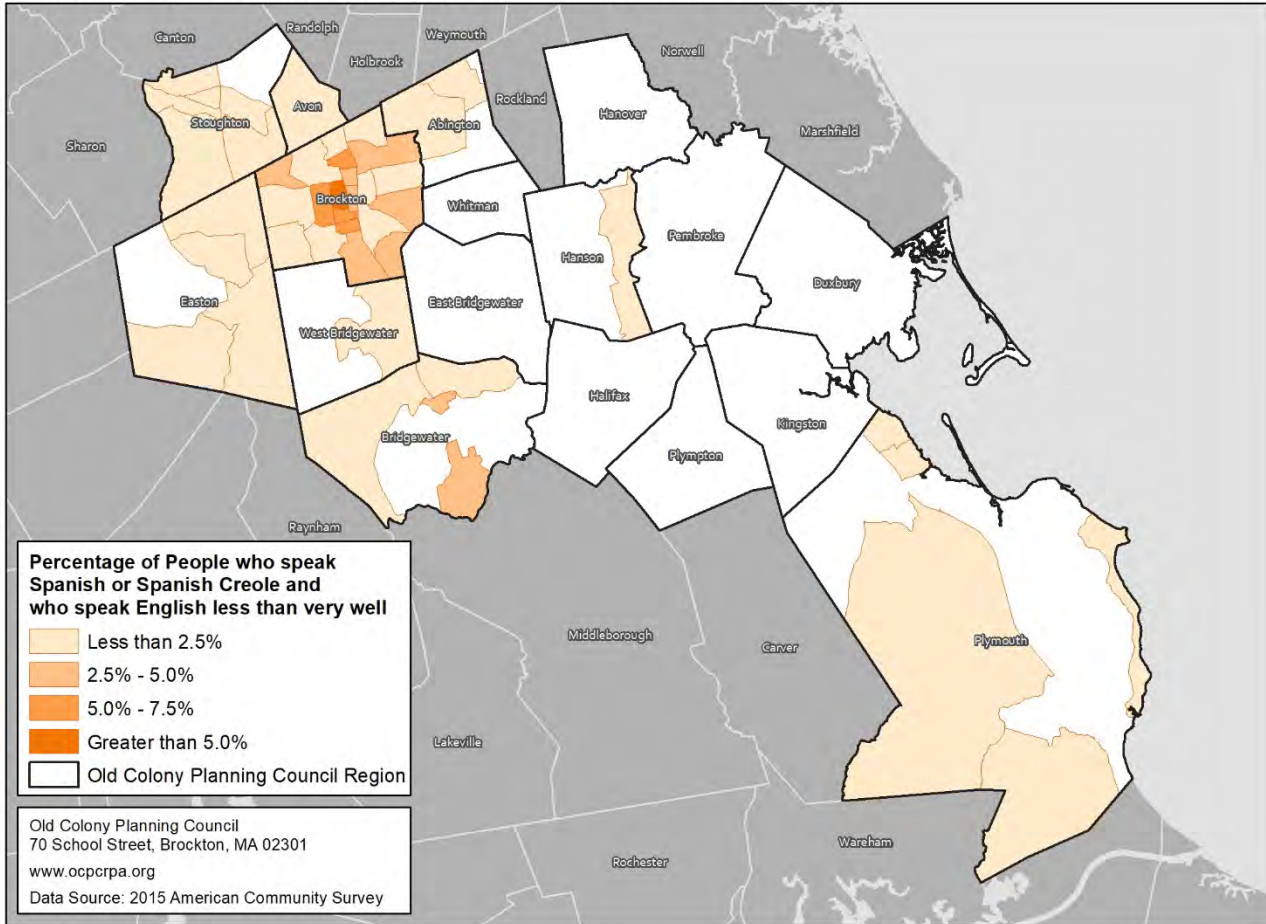 Canton
Randolph
Weymouth
Holbrook
Norwell
Rockland
Hanover
Avon
Stoughton
Abington
Marshfield
Sharon
Brockton
Whitman
Pembroke
Hanson
Duxbury
Easton
East Bridgewater
West Bridgewater
Halifax
Kingston
Bridgewater
Plympton
Raynham
Percentage of People who speak
Spanish or Spanish Creole and
who speak English less than very well
Less than 2.5%
2.5% - 5.0%
5.0% - 7.5%
Greater than 5.0%
Old Colony Planning Council Region
Middleborough
Carver
Plymouth
Lakeville
Wareham
Rochester
Old Colony Planning Council
70 School Street, Brockton, MA 02301
www.ocpcrpa.org
Data Source: 2015 American Community Survey